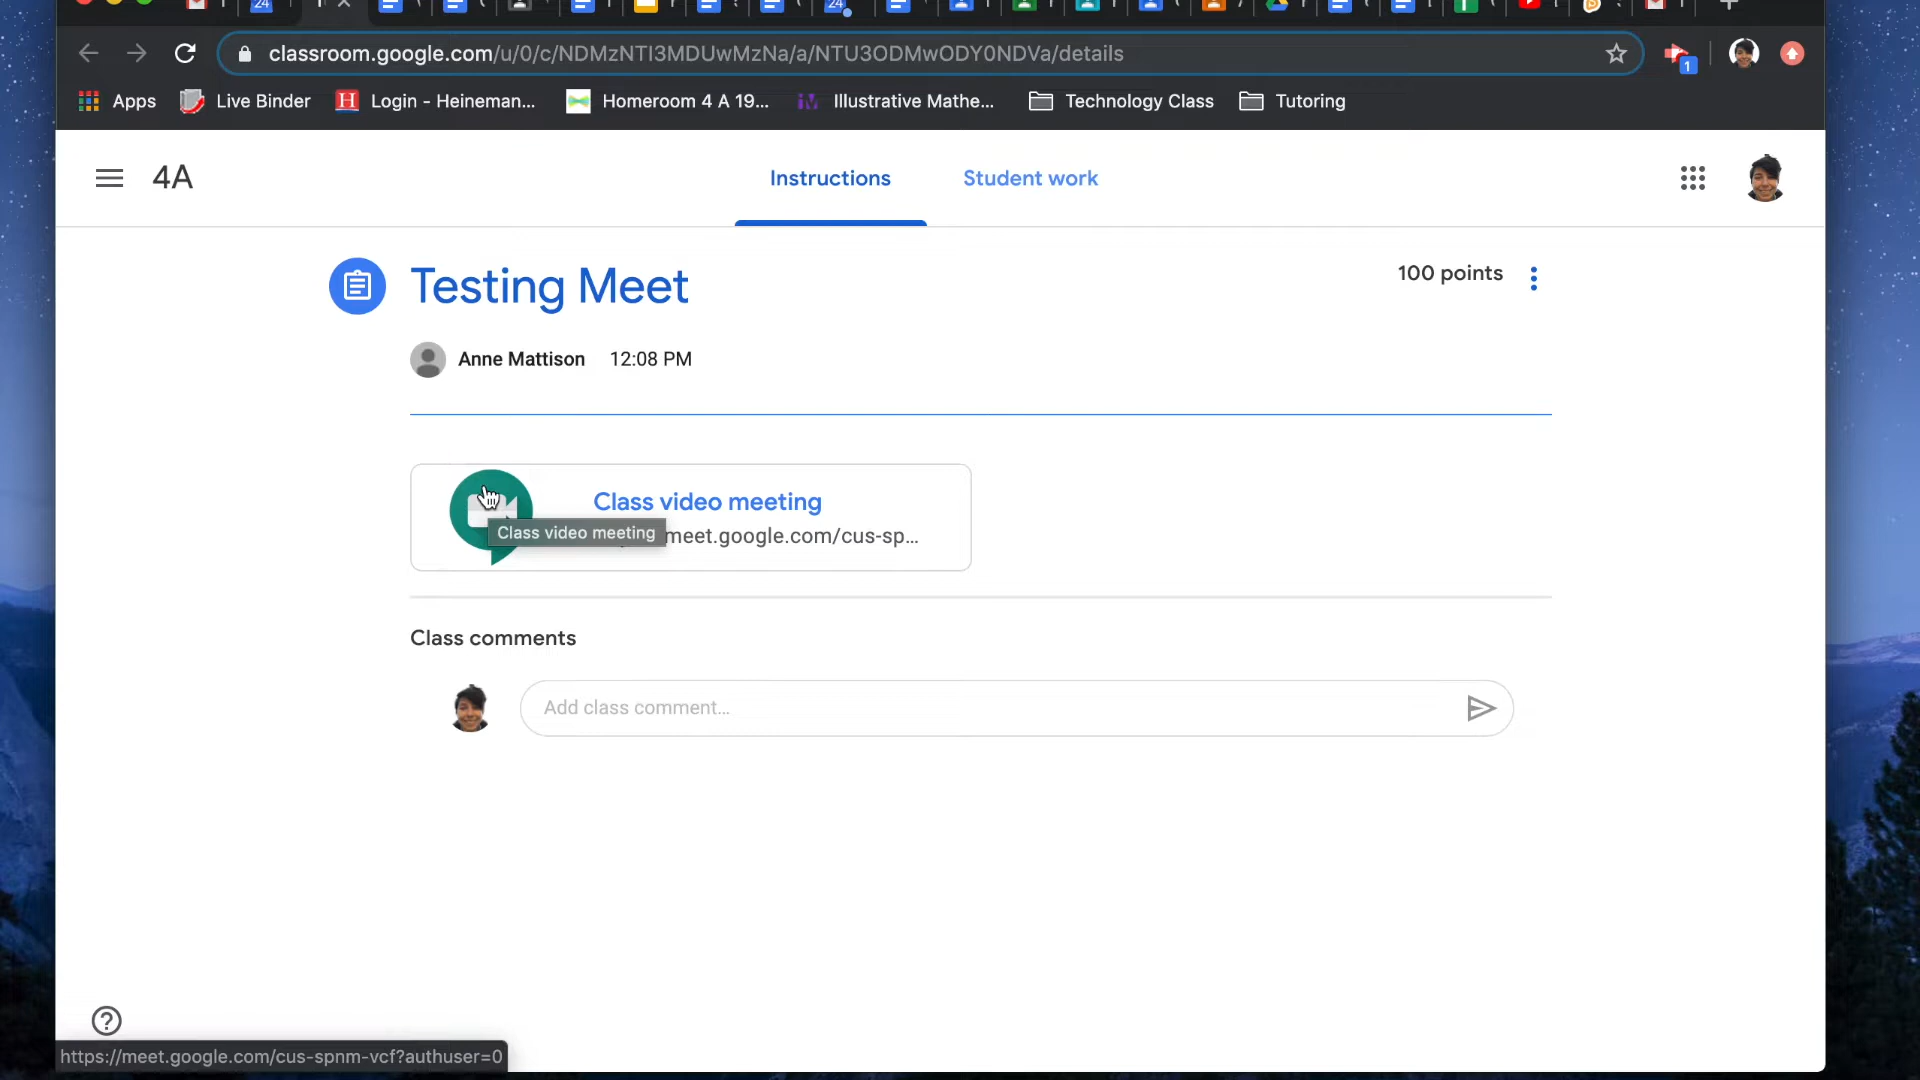 classroom.google.com/u/0/c/NDMzNTI3MDUwMzNa/a/NTU3ODMwODY0NDVa/details
1
Apps
Live Binder
H
Login - Heineman...
Homeroom 4 A 19...
Illustrative Mathe...
Technology Class
Tutoring
4A
Instructions
Student work
Testing Meet
100 points
Anne Mattison 12:08 PM
Class video meeting
Class video meeting
meet.google.com/cus-sp...
Class comments
Add class comment...
https://meet.google.com/cus-spnm-vcf?authuser=0